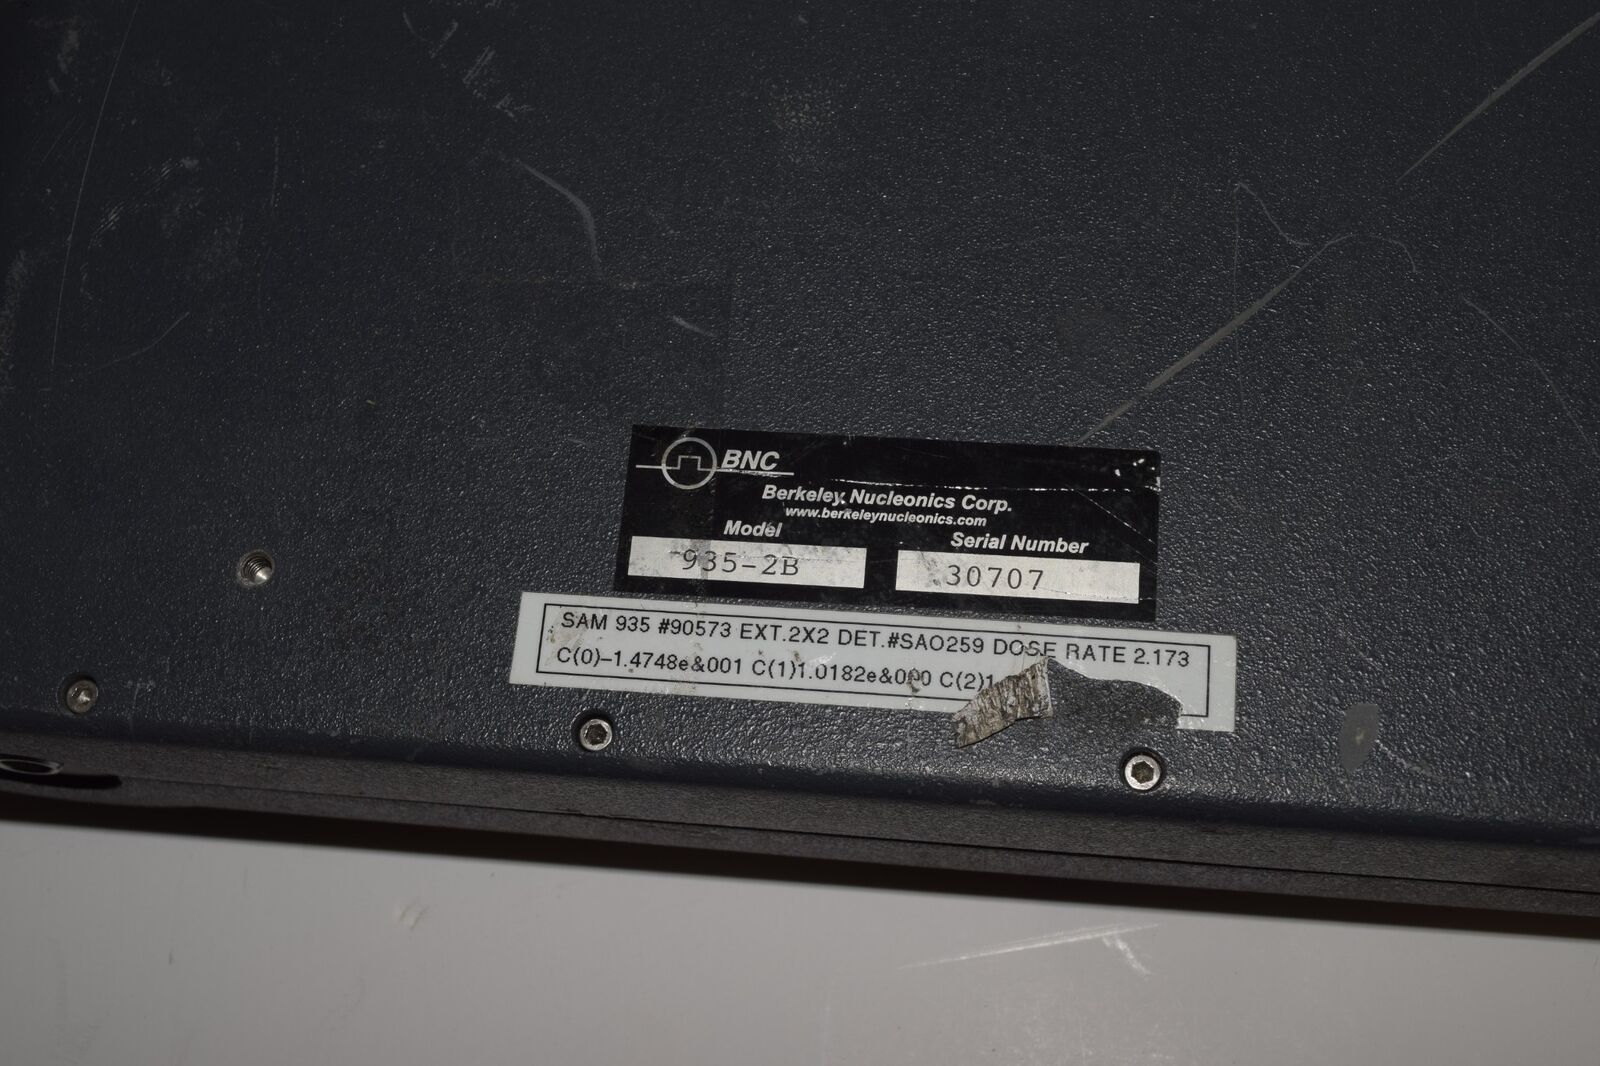 BNC
Berkeley Nucleonics Corp.
www.berkeleynucleonics.com
Model Serial Number
935-2B 30707
SAM 935 #90573 EXT.2X2 DET.#SAO259 DOSE RATE 2.173
C(0)-1.4748e&001 C(1)1.0182e&000 C(2)1